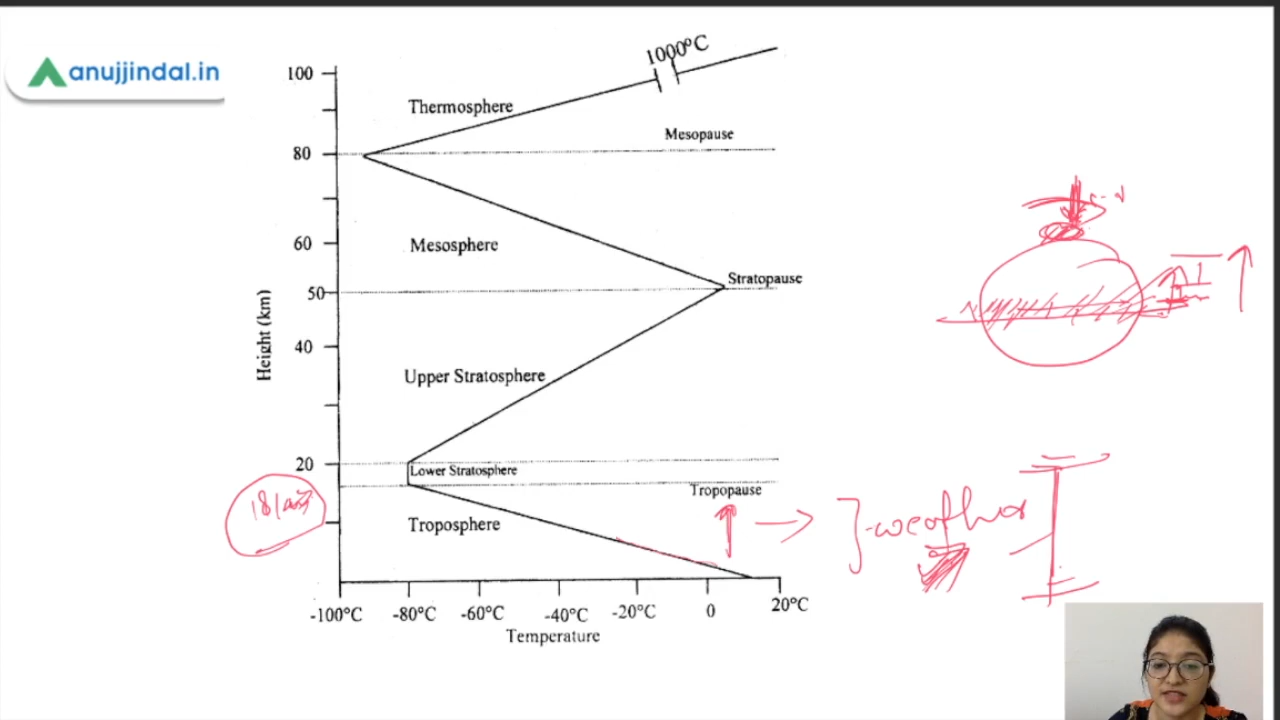 anujjindal.in
1000°C
100
Thermosphere
Mesopause
80
Mesosphere
60
Stratopause
50
Height (km)
40
Upper Stratosphere
20
Lower Stratosphere
Tropopause
Troposphere
-100°C -80°C -60°C -40°C -20°C 0 20°C
Temperature